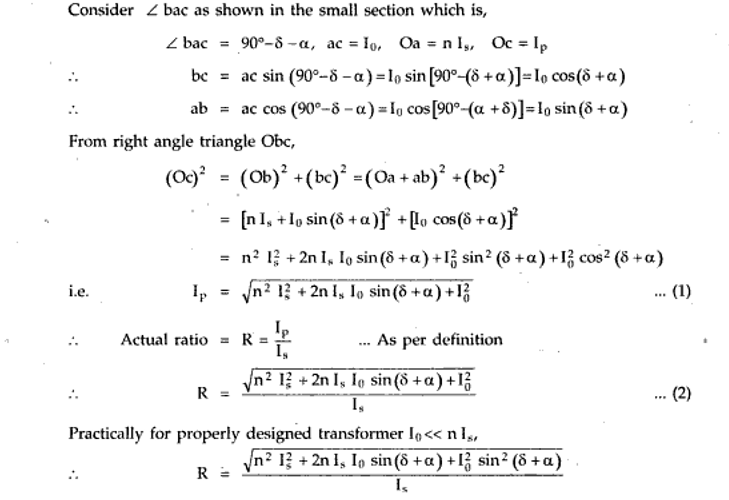 Consider ∠ bac as shown in the small section which is,
∠ bac = 90°–δ –α, ac = I₀, Oa = n Iₛ, Oc = Iₚ
∴ bc = ac sin (90°–δ – α) = I₀ sin [90°–(δ + α)] = I₀ cos(δ + α)
∴ ab = ac cos (90°–δ – α) = I₀ cos[90°–(α + δ)] = I₀ sin(δ + α)
From right angle triangle Obc,
(Oc)² = (Ob)² + (bc)² = (Oa + ab)² + (bc)²
= [n Iₛ + I₀ sin(δ + α)]² + [I₀ cos(δ + α)]²
= n² Iₛ² + 2n Iₛ I₀ sin(δ + α) + I₀² sin² (δ + α) + I₀² cos² (δ + α)
i.e. Iₚ = √(n² Iₛ² + 2n Iₛ I₀ sin(δ + α) + I₀²) ... (1)
∴ Actual ratio = R = Iₚ/Iₛ ... As per definition
∴ R = √(n² Iₛ² + 2n Iₛ I₀ sin(δ + α) + I₀²)/Iₛ ... (2)
Practically for properly designed transformer I₀ << n Iₛ,
∴ R = √(n² Iₛ² + 2n Iₛ I₀ sin(δ + α) + I₀² sin² (δ + α))/Iₛ